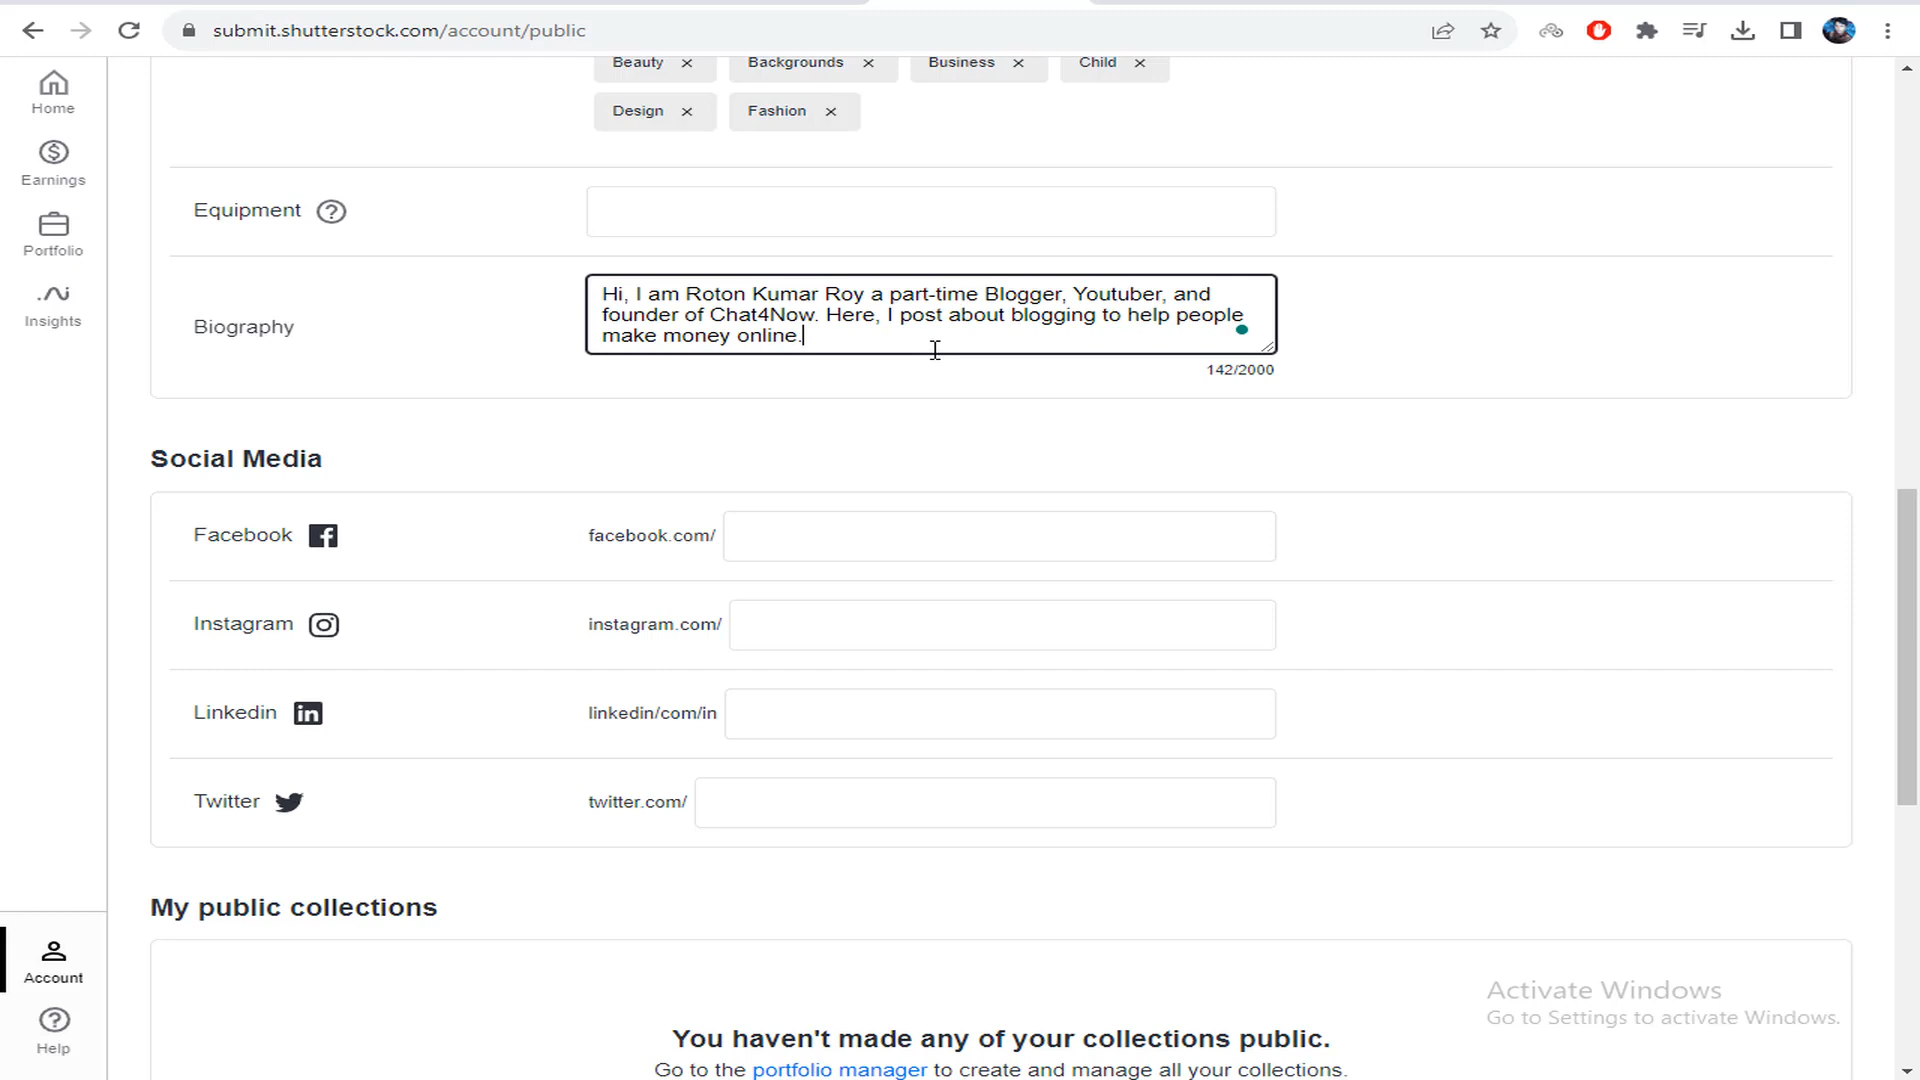 submit.shutterstock.com/account/public
Home
Earnings
Portfolio
Insights
Account
Help
Beauty × Backgrounds × Business × Child ×
Design × Fashion ×
Equipment ?
Biography
Hi, I am Roton Kumar Roy a part-time Blogger, Youtuber, and
founder of Chat4Now. Here, I post about blogging to help people
make money online.
142/2000
Social Media
Facebook facebook.com/
Instagram instagram.com/
Linkedin linkedin/com/in
Twitter twitter.com/
My public collections
You haven't made any of your collections public.
Go to the portfolio manager to create and manage all your collections.
Activate Windows
Go to Settings to activate Windows.